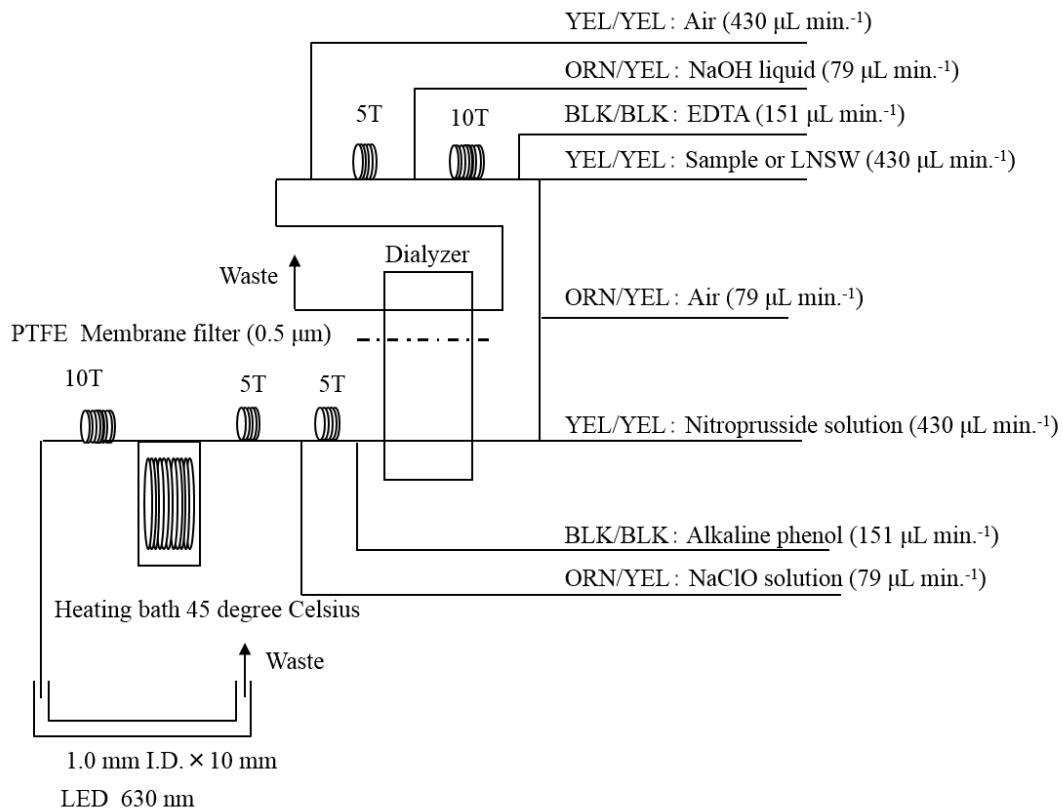 YEL/YEL: Air (430 μL min.-1)
ORN/YEL: NaOH liquid (79 μL min.-1)
5T
10T
BLK/BLK: EDTA (151 μL min.-1)
YEL/YEL: Sample or LNSW (430 μL min.-1)
Dialyzer
Waste
ORN/YEL: Air (79 μL min.-1)
PTFE Membrane filter (0.5 μm)
10T
5T
5T
YEL/YEL: Nitroprusside solution (430 μL min.-1)
BLK/BLK: Alkaline phenol (151 μL min.-1)
ORN/YEL: NaClO solution (79 μL min.-1)
Heating bath 45 degree Celsius
Waste
1.0 mm I.D. × 10 mm
LED 630 nm